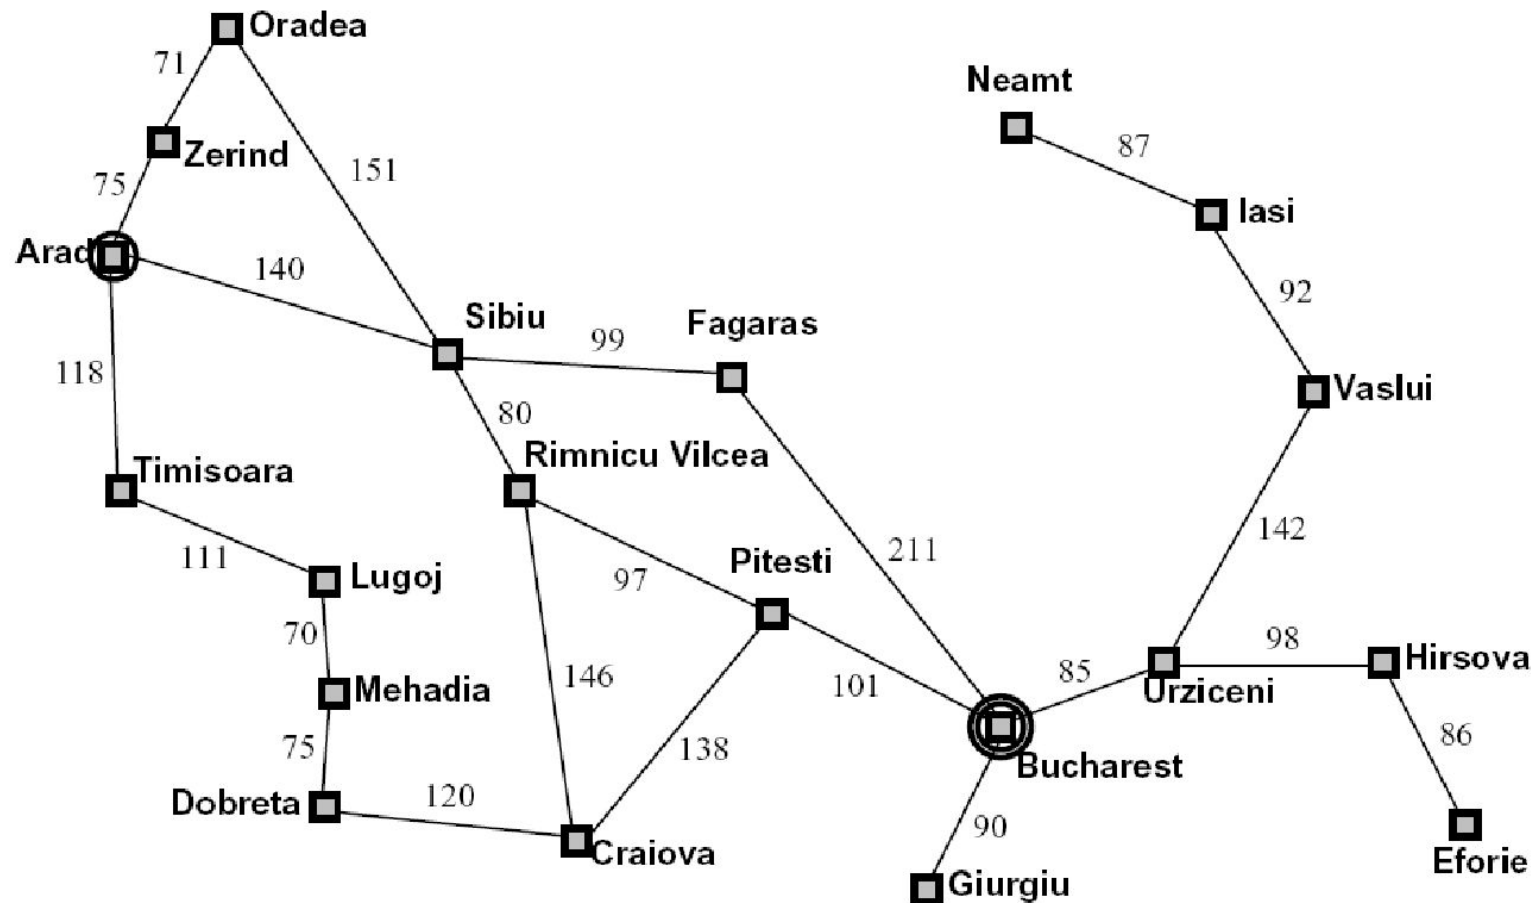 Oradea
71
Neamt
87
Zerind
151
75
Iasi
Arad
140
92
Sibiu
Fagaras
99
118
Vaslui
80
Rimnicu Vilcea
Timisoara
142
211
111
Pitesti
Lugoj
97
70
98
Hirsova
85
146
101
Urziceni
Mehadia
86
75
138
Bucharest
120
Dobreta
90
Craiova
Eforie
Giurgiu